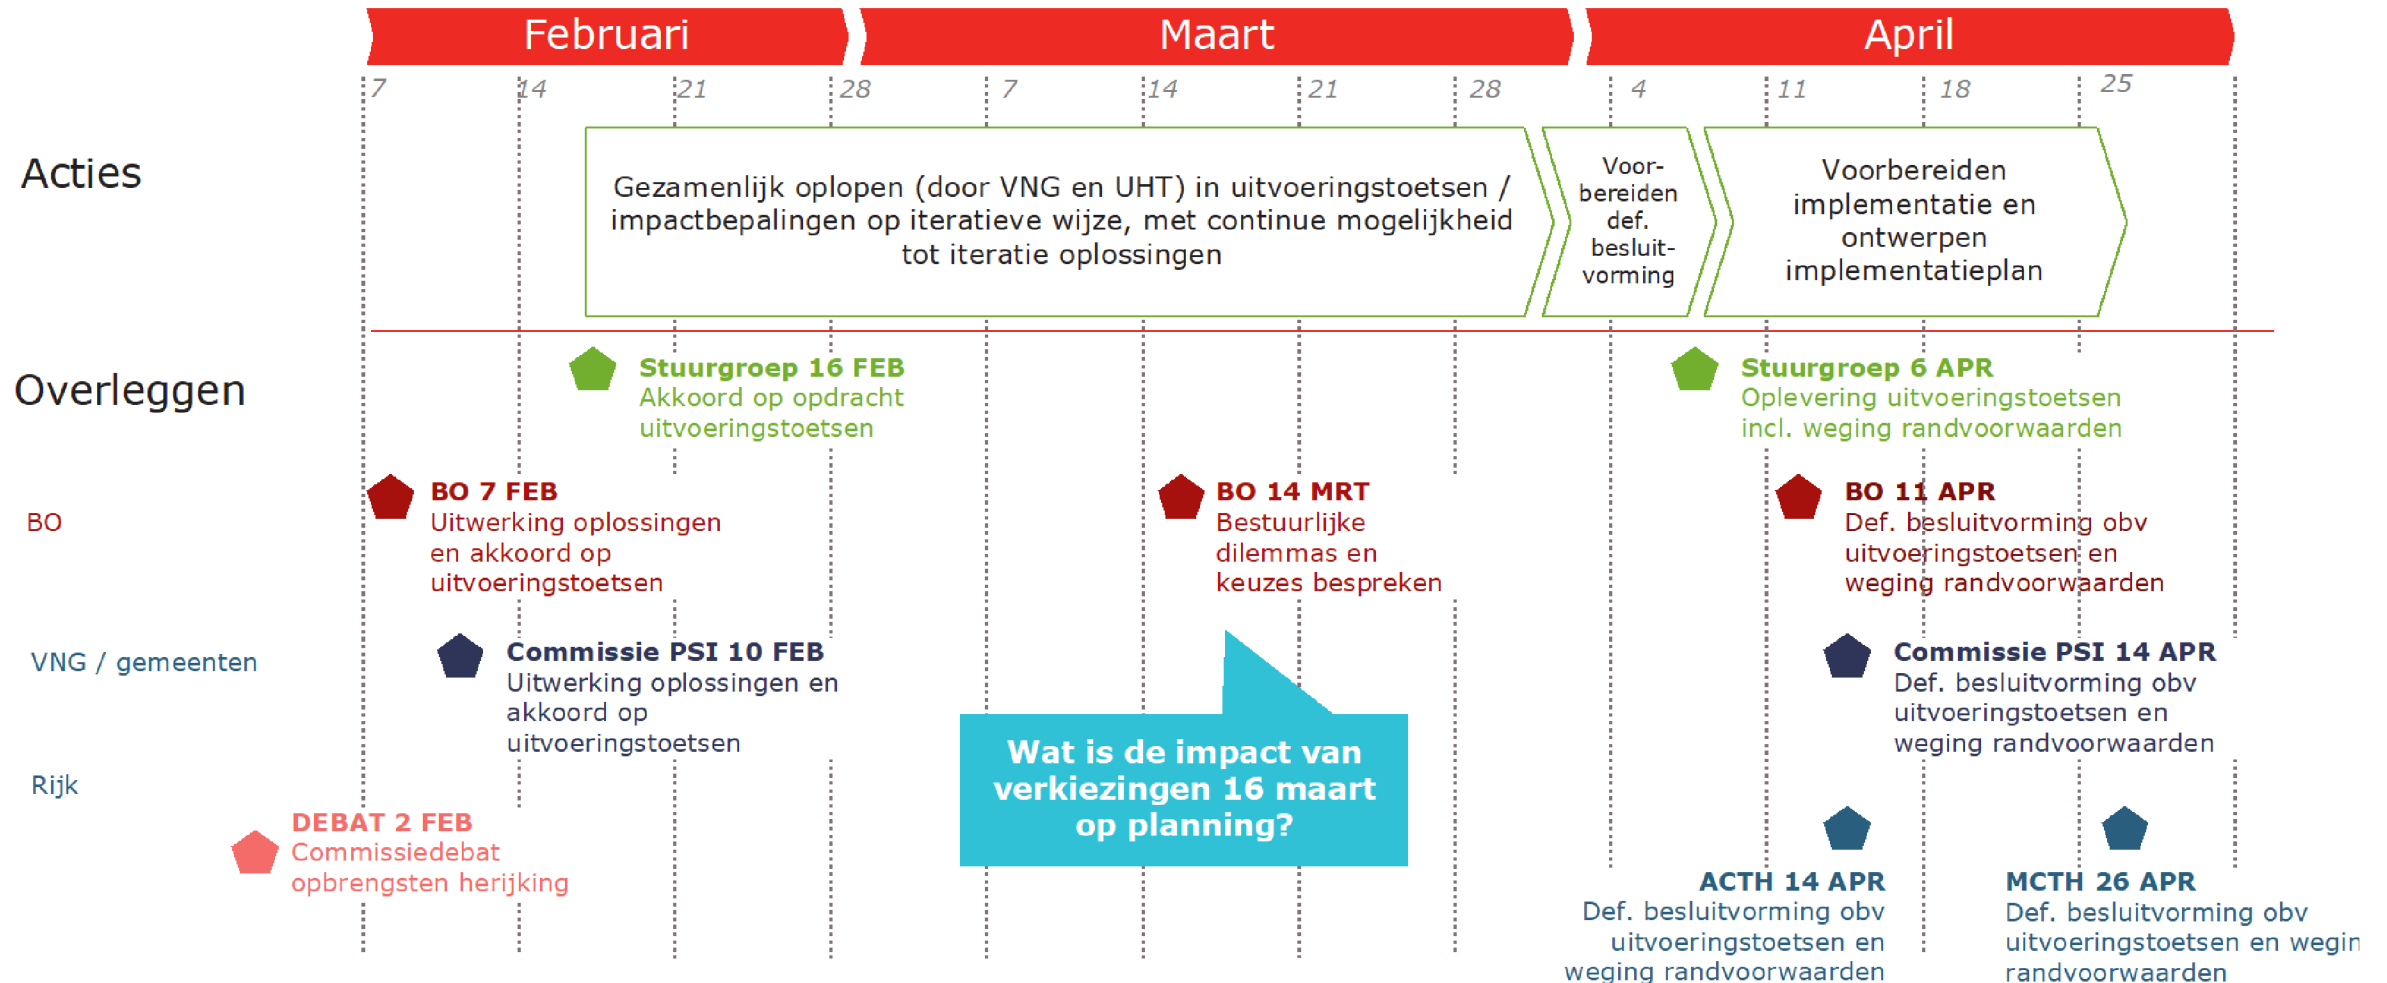 Februari
Maart
April
7
14
21
28
7
14
21
28
4
11
18
25
Acties
Gezamenlijk oplopen (door VNG en UHT) in uitvoeringstoetsen /
impactbepalingen op iteratieve wijze, met continue mogelijkheid
tot iteratie oplossingen
Voor-
bereiden
def.
besluit-
vorming
Voorbereiden
implementatie en
ontwerpen
implementatieplan
Overleggen
Stuurgroep 16 FEB
Akkoord op opdracht
uitvoeringstoetsen
Stuurgroep 6 APR
Oplevering uitvoeringstoetsen
incl. weging randvoorwaarden
BO
BO 7 FEB
Uitwerking oplossingen
en akkoord op
uitvoeringstoetsen
BO 14 MRT
Bestuurlijke
dilemmas en
keuzes bespreken
BO 11 APR
Def. besluitvorming obv
uitvoeringstoetsen en
weging randvoorwaarden
VNG / gemeenten
Commissie PSI 10 FEB
Uitwerking oplossingen en
akkoord op
uitvoeringstoetsen
Commissie PSI 14 APR
Def. besluitvorming obv
uitvoeringstoetsen en
weging randvoorwaarden
Wat is de impact van
verkiezingen 16 maart
op planning?
Rijk
DEBAT 2 FEB
Commissiedebat
opbrengsten herijking
ACTH 14 APR
Def. besluitvorming obv
uitvoeringstoetsen en
weging randvoorwaarden
MCTH 26 APR
Def. besluitvorming obv
uitvoeringstoetsen en wegin
randvoorwaarden